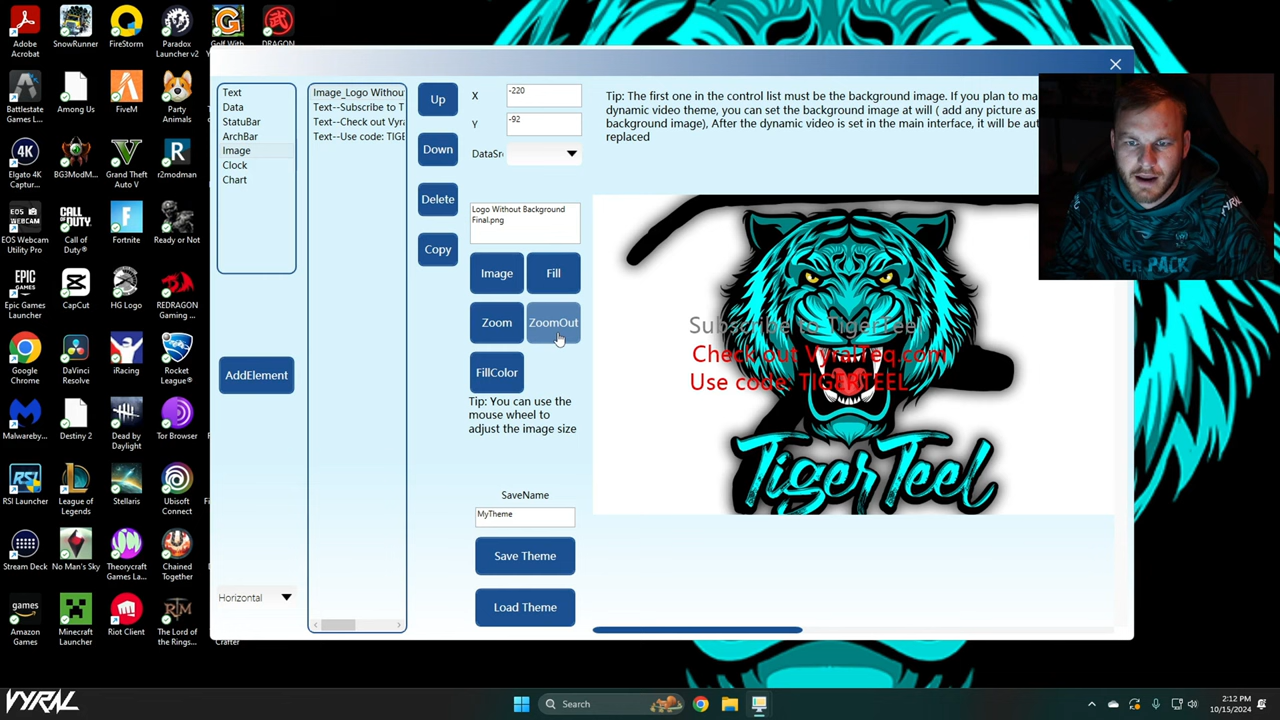 Adobe Acrobat
SnowRunner
FireStorm
Paradox Launcher v2
Golf With
DRAGON
Battlestate Games L...
Among Us
FiveM
Party Animals
Elgato 4K Captur...
BG3ModM...
Grand Theft Auto V
r2modman
EOS Webcam Utility Pro
Call of Duty®
Fortnite
Ready or Not
Epic Games Launcher
CapCut
HG Logo
REDRAGON Gaming ...
Google Chrome
DaVinci Resolve
iRacing
Rocket League®
Malwareby...
Destiny 2
Dead by Daylight
Tor Browser
RSI Launcher
League of Legends
Stellaris
Ubisoft Connect
Stream Deck
No Man's Sky
Theorycraft Games La...
Chained Together
Amazon Games
Minecraft Launcher
Riot Client
The Lord of the Rings...
Crafter
Text
Data
StatuBar
ArchBar
Image
Clock
Chart
AddElement
Horizontal
Image_Logo Withou
Text--Subscribe to T
Text--Check out Vyra
Text--Use code: TIGE
Up
Down
Delete
Copy
X
-220
Y
-92
DataSr
Logo Without Background
Final.png
Image
Fill
Zoom
ZoomOut
FillColor
Tip: You can use the
mouse wheel to
adjust the image size
SaveName
MyTheme
Save Theme
Load Theme
Tip: The first one in the control list must be the background image. If you plan to ma
dynamic video theme, you can set the background image at will ( add any picture as
background image), After the dynamic video is set in the main interface, it will be aut
replaced
Subscribe to TigerTeel
Check out VyralTeq.com
Use code: TIGERTEEL
TigerTeel
VYRAL
TIGER PACK
VYRAL
Search
2:12 PM
10/15/2024